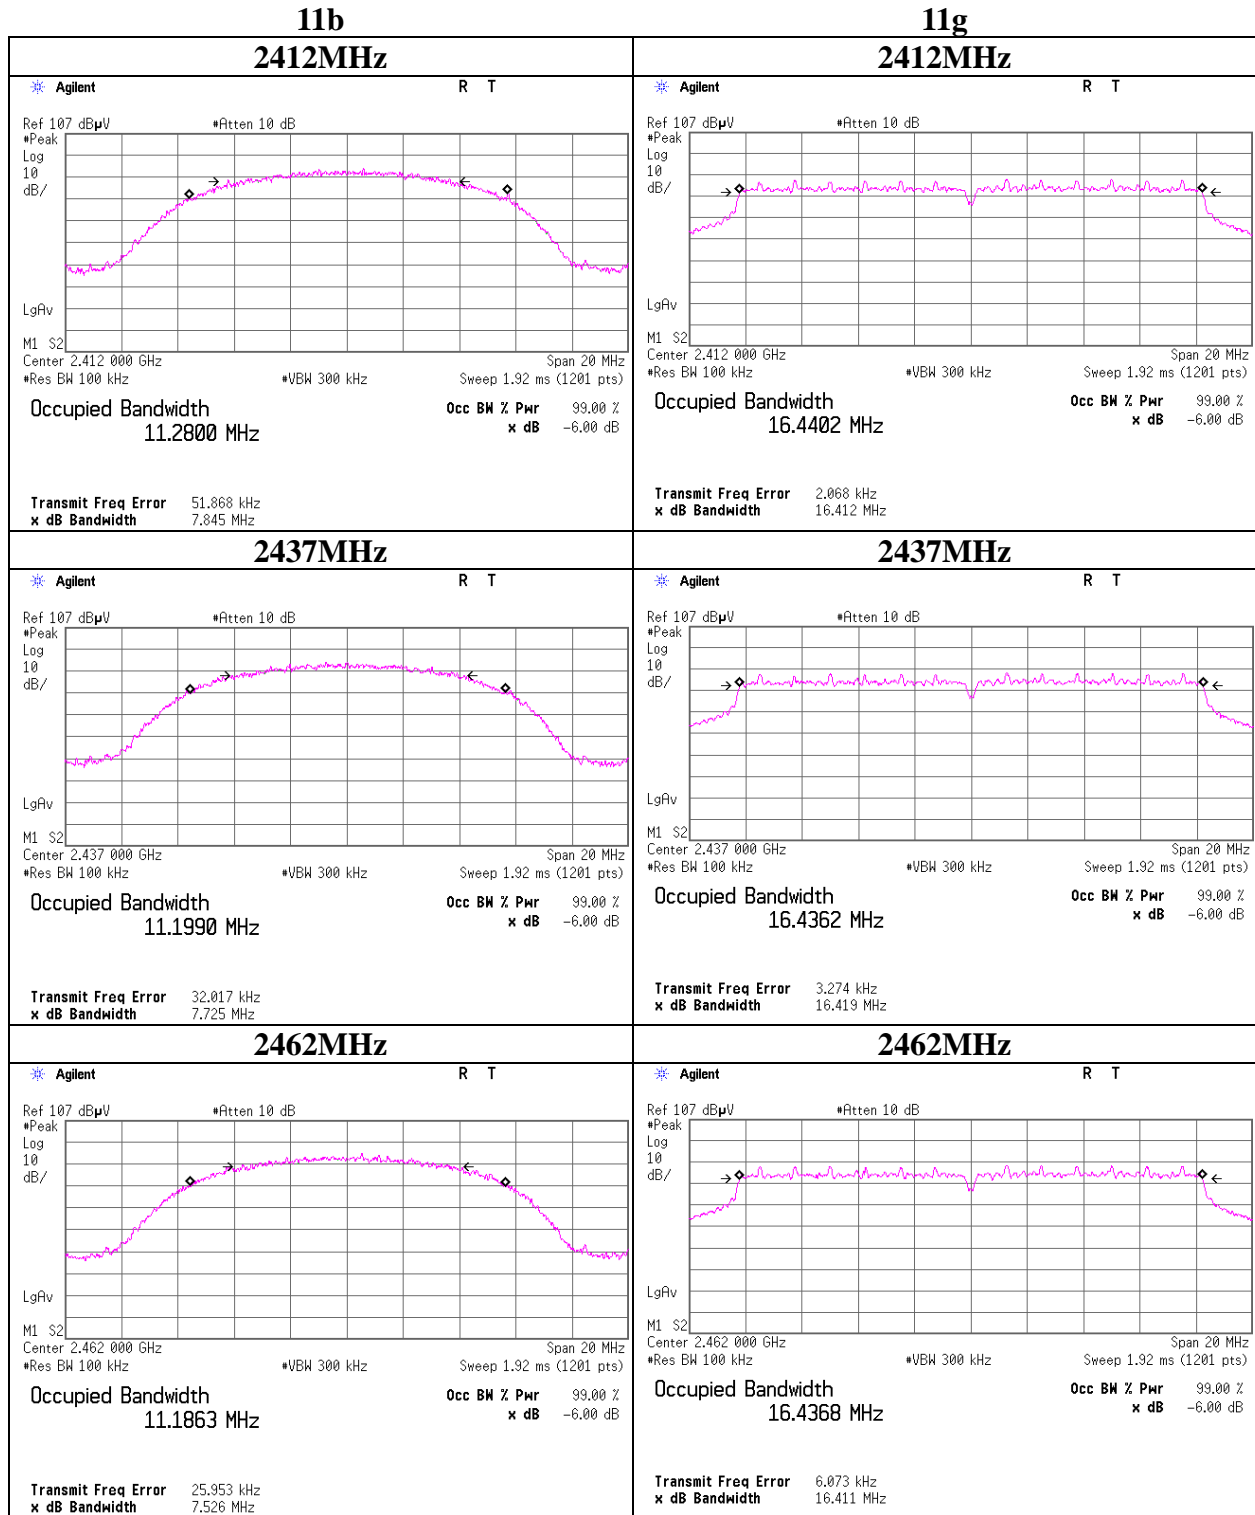 11b
11g
2412MHz
2412MHz
Agilent R T
Ref 107 dBµV #Atten 10 dB
#Peak
Log
10
dB/
LgAv
M1 S2
Center 2.412 000 GHz Span 20 MHz
#Res BW 100 kHz #VBW 300 kHz Sweep 1.92 ms (1201 pts)
Occupied Bandwidth Occ BW % Pwr 99.00 %
11.2800 MHz x dB -6.00 dB
Transmit Freq Error 51.868 kHz
x dB Bandwidth 7.845 MHz
Agilent R T
Ref 107 dBµV #Atten 10 dB
#Peak
Log
10
dB/
LgAv
M1 S2
Center 2.412 000 GHz Span 20 MHz
#Res BW 100 kHz #VBW 300 kHz Sweep 1.92 ms (1201 pts)
Occupied Bandwidth Occ BW % Pwr 99.00 %
16.4402 MHz x dB -6.00 dB
Transmit Freq Error 2.068 kHz
x dB Bandwidth 16.412 MHz
2437MHz
2437MHz
Agilent R T
Ref 107 dBµV #Atten 10 dB
#Peak
Log
10
dB/
LgAv
M1 S2
Center 2.437 000 GHz Span 20 MHz
#Res BW 100 kHz #VBW 300 kHz Sweep 1.92 ms (1201 pts)
Occupied Bandwidth Occ BW % Pwr 99.00 %
11.1990 MHz x dB -6.00 dB
Transmit Freq Error 32.017 kHz
x dB Bandwidth 7.725 MHz
Agilent R T
Ref 107 dBµV #Atten 10 dB
#Peak
Log
10
dB/
LgAv
M1 S2
Center 2.437 000 GHz Span 20 MHz
#Res BW 100 kHz #VBW 300 kHz Sweep 1.92 ms (1201 pts)
Occupied Bandwidth Occ BW % Pwr 99.00 %
16.4362 MHz x dB -6.00 dB
Transmit Freq Error 3.274 kHz
x dB Bandwidth 16.419 MHz
2462MHz
2462MHz
Agilent R T
Ref 107 dBµV #Atten 10 dB
#Peak
Log
10
dB/
LgAv
M1 S2
Center 2.462 000 GHz Span 20 MHz
#Res BW 100 kHz #VBW 300 kHz Sweep 1.92 ms (1201 pts)
Occupied Bandwidth Occ BW % Pwr 99.00 %
11.1863 MHz x dB -6.00 dB
Transmit Freq Error 25.953 kHz
x dB Bandwidth 7.526 MHz
Agilent R T
Ref 107 dBµV #Atten 10 dB
#Peak
Log
10
dB/
LgAv
M1 S2
Center 2.462 000 GHz Span 20 MHz
#Res BW 100 kHz #VBW 300 kHz Sweep 1.92 ms (1201 pts)
Occupied Bandwidth Occ BW % Pwr 99.00 %
16.4368 MHz x dB -6.00 dB
Transmit Freq Error 6.073 kHz
x dB Bandwidth 16.411 MHz